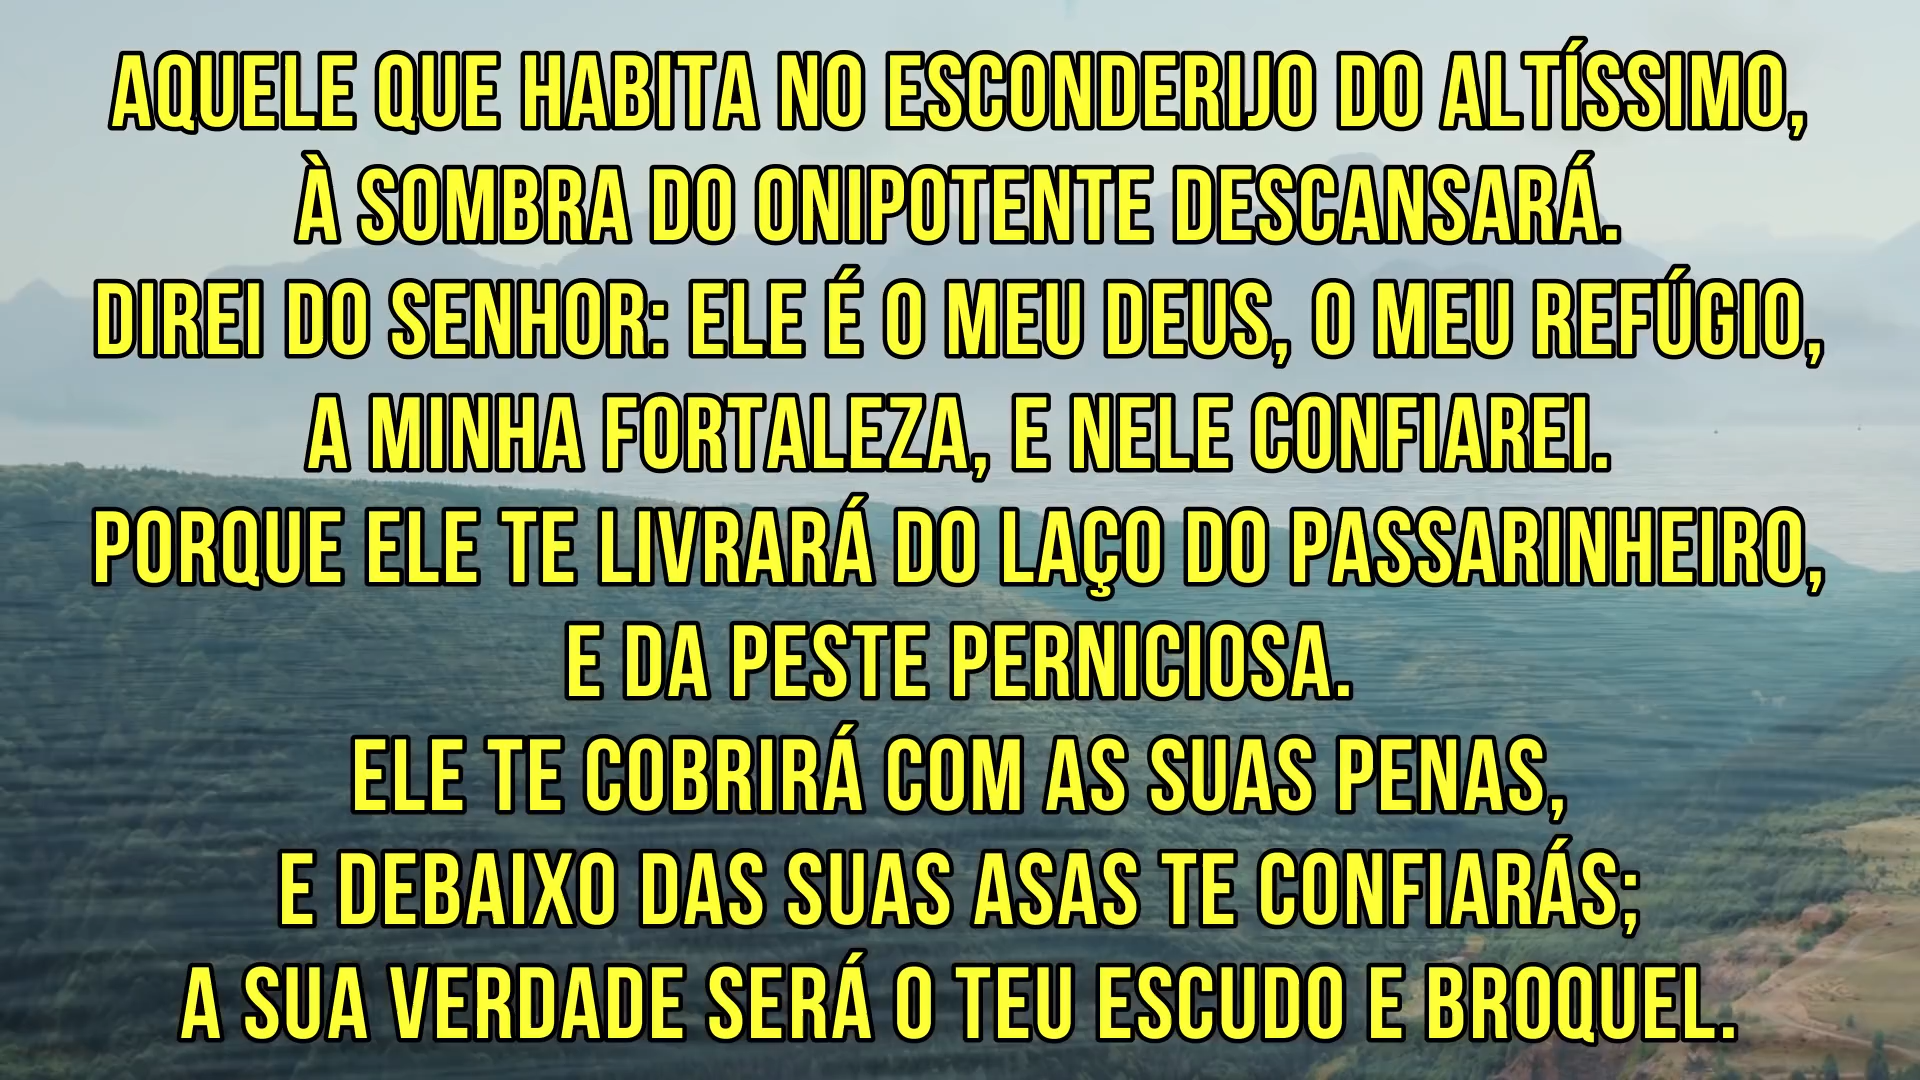 AQUELE QUE HABITA NO ESCONDERIJO DO ALTÍSSIMO,
À SOMBRA DO ONIPOTENTE DESCANSARÁ.
DIREI DO SENHOR: ELE É O MEU DEUS, O MEU REFÚGIO,
A MINHA FORTALEZA, E NELE CONFIAREI.
PORQUE ELE TE LIVRARÁ DO LAÇO DO PASSARINHEIRO,
E DA PESTE PERNICIOSA.
ELE TE COBRIRÁ COM AS SUAS PENAS,
E DEBAIXO DAS SUAS ASAS TE CONFIARÁS;
A SUA VERDADE SERÁ O TEU ESCUDO E BROQUEL.